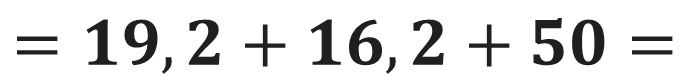 = 19,2 + 16,2 + 50 =